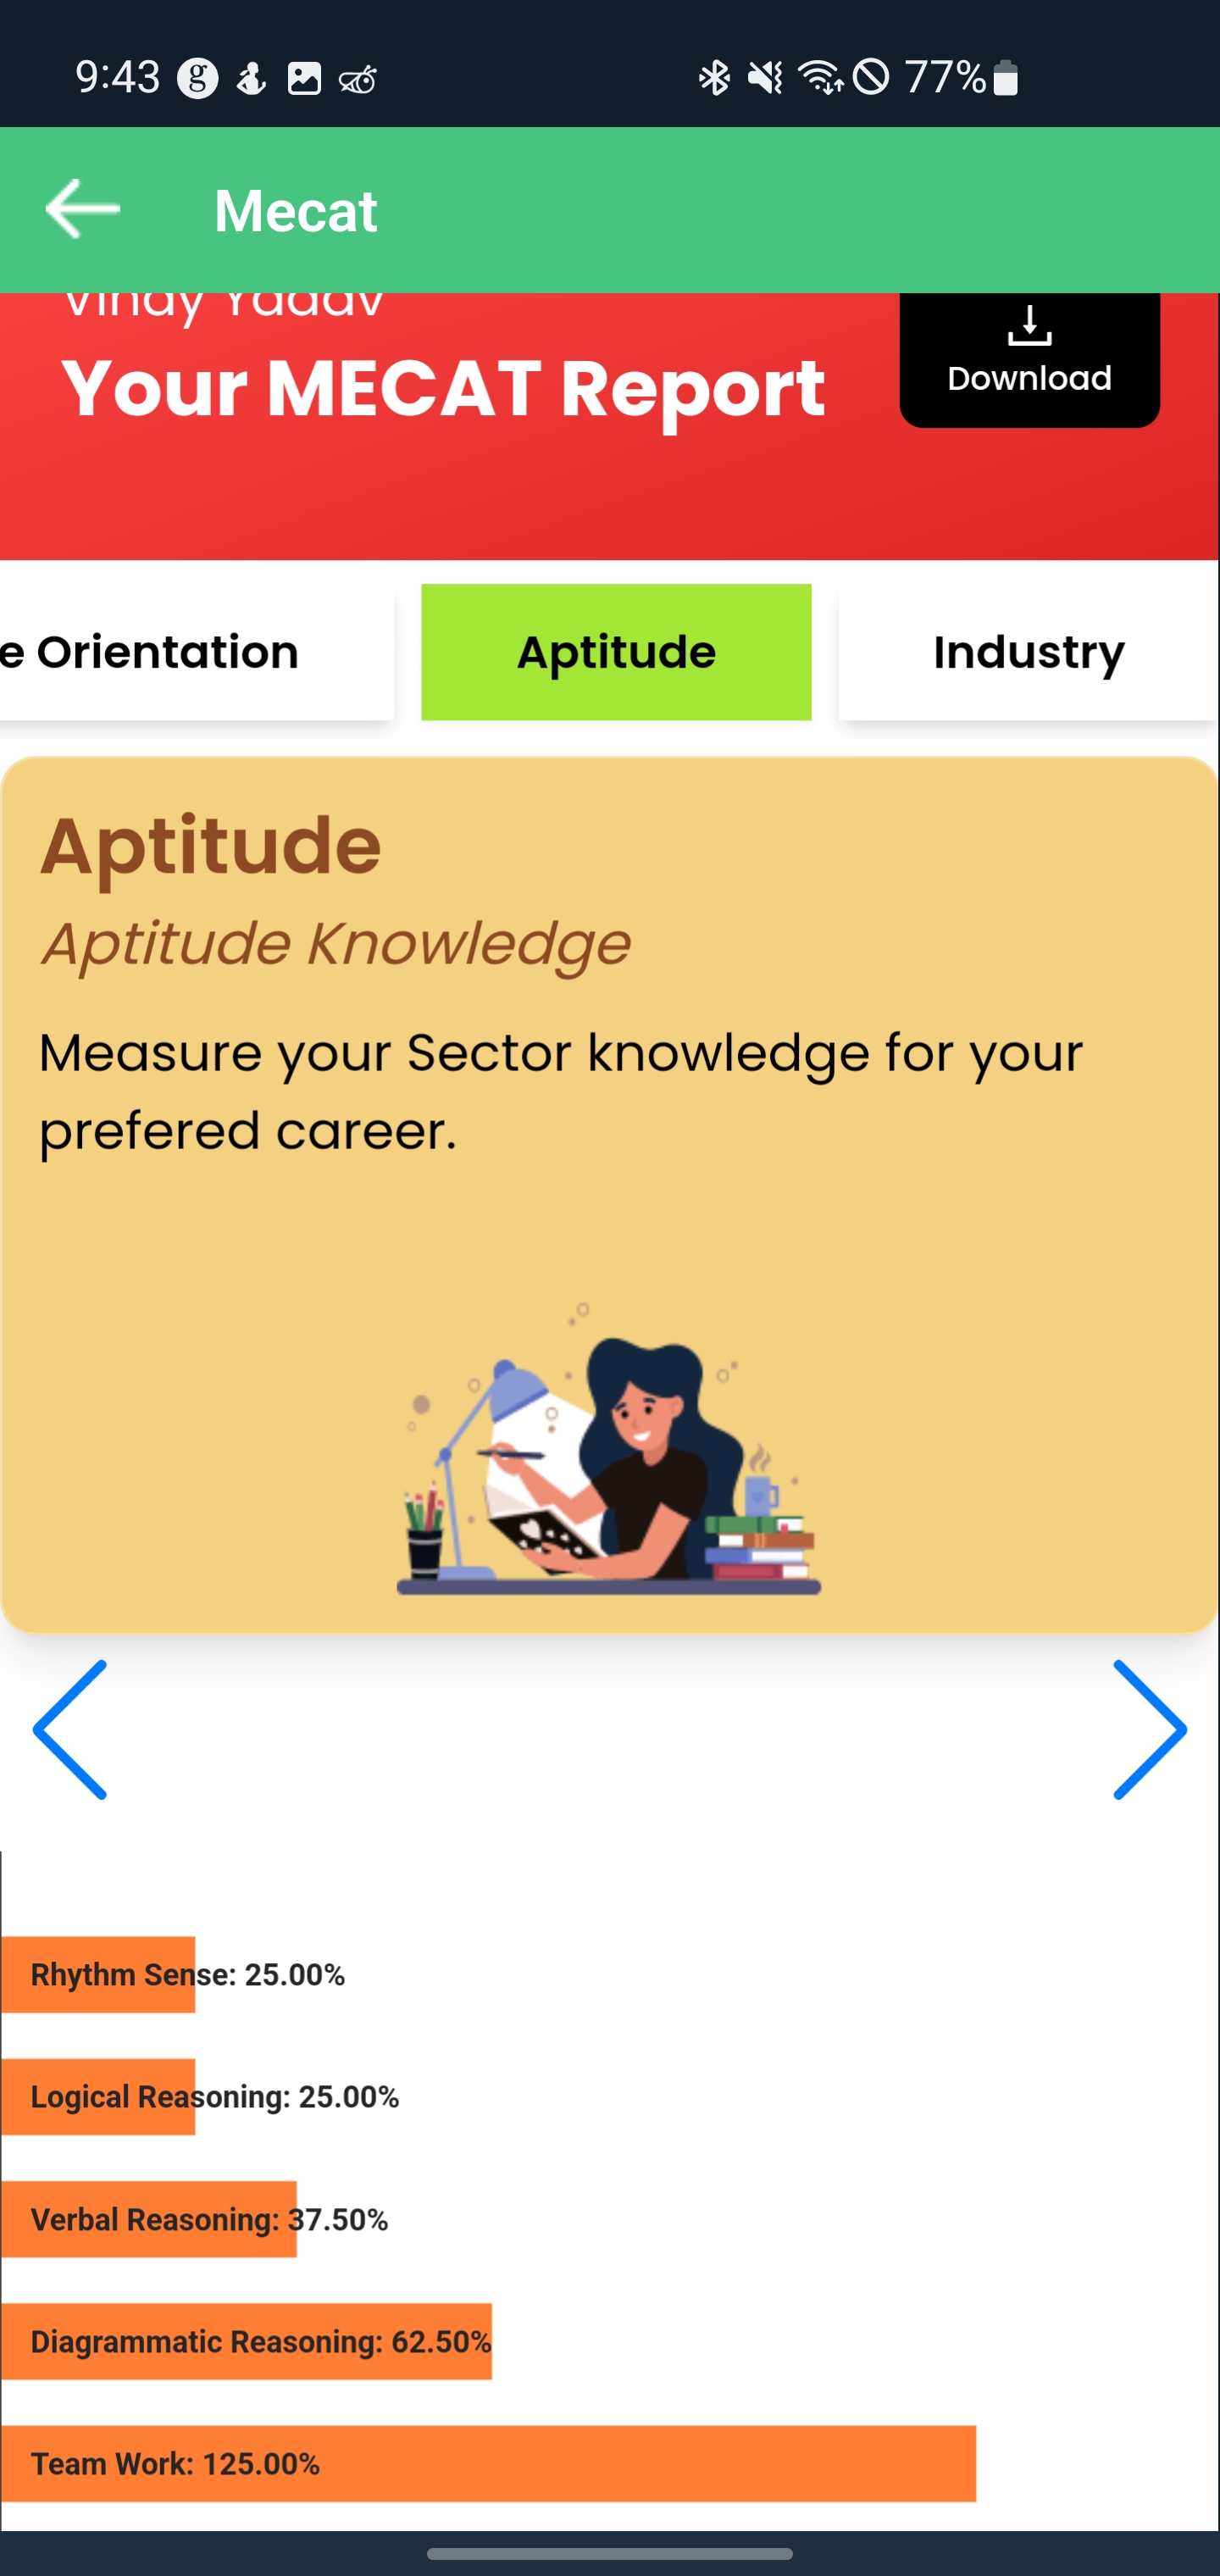 9:43 g 77%
Mecat
Vinay Yadav
Your MECAT Report
Download
e Orientation Aptitude Industry
Aptitude
Aptitude Knowledge
Measure your Sector knowledge for your
prefered career.
Rhythm Sense: 25.00%
Logical Reasoning: 25.00%
Verbal Reasoning: 37.50%
Diagrammatic Reasoning: 62.50%
Team Work: 125.00%